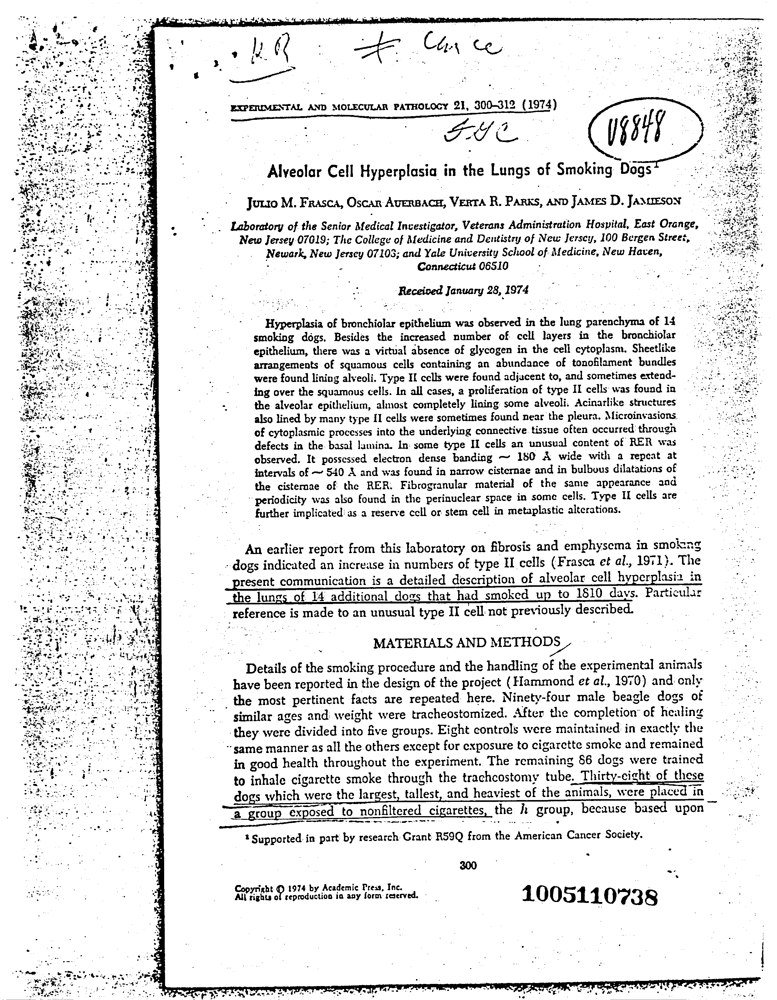 EXPERIMENTAL AND MOLECULAR PATHOLOGY 21, 300–312 (1974)
V8848
Alveolar Cell Hyperplasia in the Lungs of Smoking Dogs¹
JULIO M. FRASCA, OSCAR AUERBACH, VERTA R. PARKS, AND JAMES D. JAMIESON
Laboratory of the Senior Medical Investigator, Veterans Administration Hospital, East Orange,
New Jersey 07019; The College of Medicine and Dentistry of New Jersey, 100 Bergen Street,
Newark, New Jersey 07103; and Yale University School of Medicine, New Haven,
Connecticut 06510
Received January 28, 1974
Hyperplasia of bronchiolar epithelium was observed in the lung parenchyma of 14
smoking dogs. Besides the increased number of cell layers in the bronchiolar
epithelium, there was a virtual absence of glycogen in the cell cytoplasm. Sheetlike
arrangements of squamous cells containing an abundance of tonofilament bundles
were found lining alveoli. Type II cells were found adjacent to, and sometimes extend-
ing over the squamous cells. In all cases, a proliferation of type II cells was found in
the alveolar epithelium, almost completely lining some alveoli. Acinarlike structures
also lined by many type II cells were sometimes found near the pleura. Microinvasions
of cytoplasmic processes into the underlying connective tissue often occurred through
defects in the basal lamina. In some type II cells an unusual content of RER was
observed. It possessed electron dense banding ∼ 180 Å wide with a repeat at
intervals of ∼ 540 Å and was found in narrow cisternae and in bulbous dilatations of
the cisternae of the RER. Fibrogranular material of the same appearance and
periodicity was also found in the perinuclear space in some cells. Type II cells are
further implicated as a reserve cell or stem cell in metaplastic alterations.
An earlier report from this laboratory on fibrosis and emphysema in smoking
dogs indicated an increase in numbers of type II cells (Frasca et al., 1971). The
present communication is a detailed description of alveolar cell hyperplasia in
the lungs of 14 additional dogs that had smoked up to 1810 days. Particular
reference is made to an unusual type II cell not previously described.
MATERIALS AND METHODS
Details of the smoking procedure and the handling of the experimental animals
have been reported in the design of the project (Hammond et al., 1970) and only
the most pertinent facts are repeated here. Ninety-four male beagle dogs of
similar ages and weight were tracheostomized. After the completion of healing
they were divided into five groups. Eight controls were maintained in exactly the
same manner as all the others except for exposure to cigarette smoke and remained
in good health throughout the experiment. The remaining 86 dogs were trained
to inhale cigarette smoke through the tracheostomy tube. Thirty-eight of these
dogs which were the largest, tallest, and heaviest of the animals, were placed in
a group exposed to nonfiltered cigarettes, the h group, because based upon
¹ Supported in part by research Grant R59Q from the American Cancer Society.
300
Copyright © 1974 by Academic Press, Inc.
All rights of reproduction in any form reserved.
1005110738